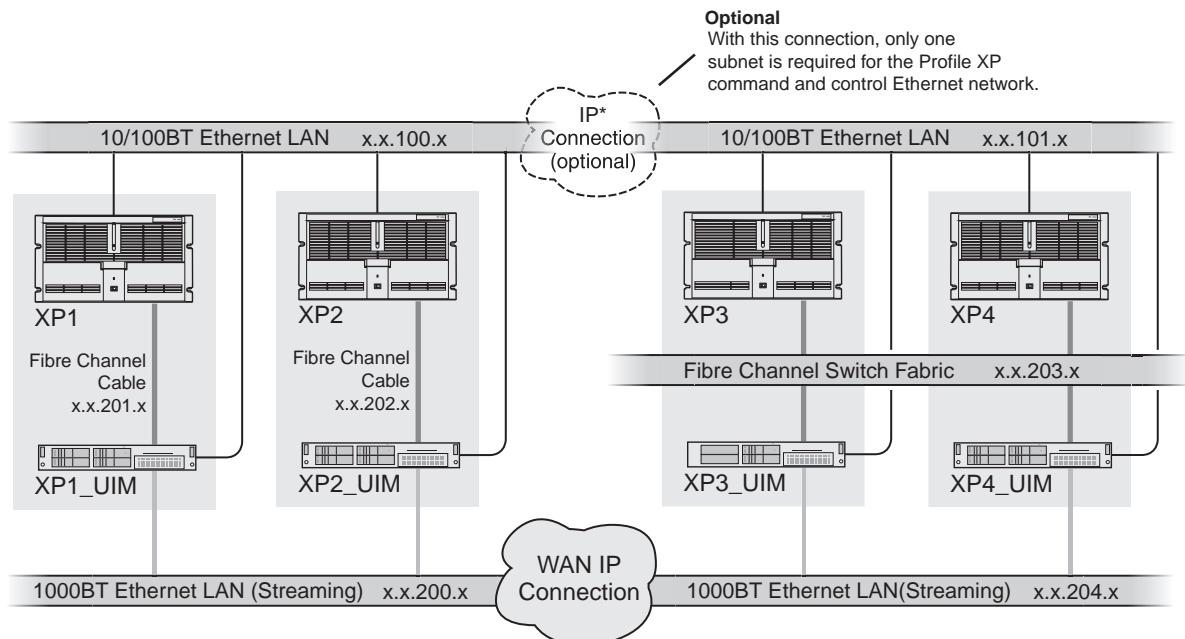 Optional
With this connection, only one
subnet is required for the Profile XP
command and control Ethernet network.
IP*
Connection
(optional)
10/100BT Ethernet LAN x.x.100.x
10/100BT Ethernet LAN x.x.101.x
XP1
XP2
XP3
XP4
Fibre Channel
Cable
x.x.201.x
Fibre Channel
Cable
x.x.202.x
Fibre Channel Switch Fabric x.x.203.x
XP1_UIM
XP2_UIM
XP3_UIM
XP4_UIM
WAN IP
Connection
1000BT Ethernet LAN (Streaming) x.x.200.x
1000BT Ethernet LAN(Streaming) x.x.204.x